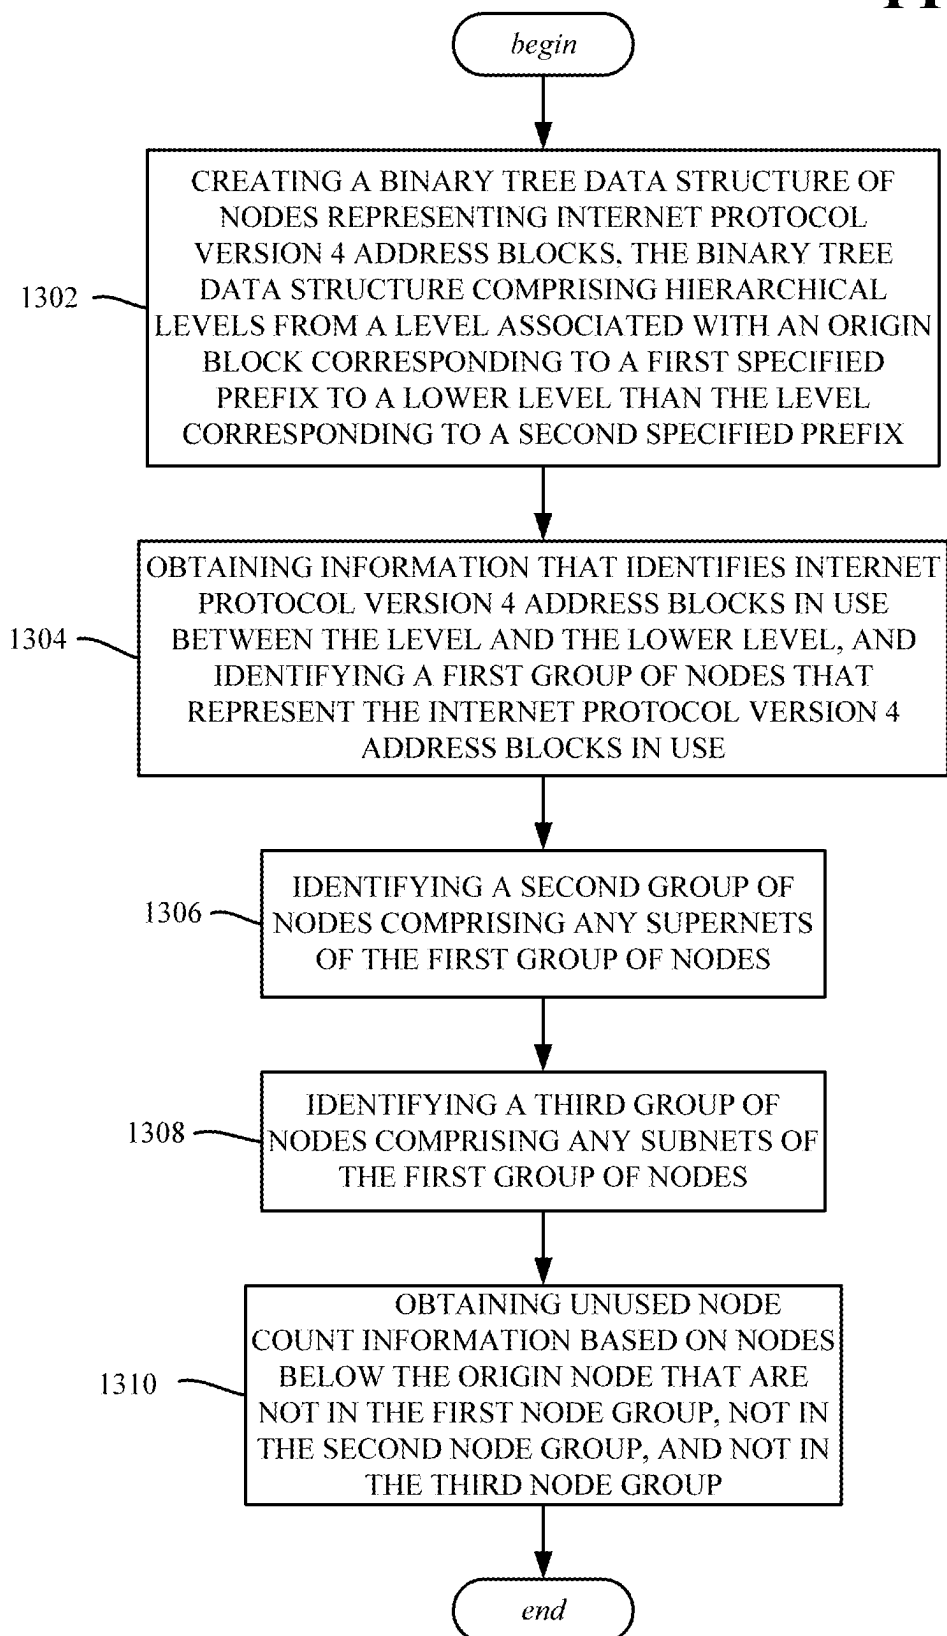 begin
CREATING A BINARY TREE DATA STRUCTURE OF
NODES REPRESENTING INTERNET PROTOCOL
VERSION 4 ADDRESS BLOCKS, THE BINARY TREE
DATA STRUCTURE COMPRISING HIERARCHICAL
LEVELS FROM A LEVEL ASSOCIATED WITH AN ORIGIN
BLOCK CORRESPONDING TO A FIRST SPECIFIED
PREFIX TO A LOWER LEVEL THAN THE LEVEL
CORRESPONDING TO A SECOND SPECIFIED PREFIX
1302
OBTAINING INFORMATION THAT IDENTIFIES INTERNET
PROTOCOL VERSION 4 ADDRESS BLOCKS IN USE
BETWEEN THE LEVEL AND THE LOWER LEVEL, AND
IDENTIFYING A FIRST GROUP OF NODES THAT
REPRESENT THE INTERNET PROTOCOL VERSION 4
ADDRESS BLOCKS IN USE
1304
IDENTIFYING A SECOND GROUP OF
NODES COMPRISING ANY SUPERNETS
OF THE FIRST GROUP OF NODES
1306
IDENTIFYING A THIRD GROUP OF
NODES COMPRISING ANY SUBNETS OF
THE FIRST GROUP OF NODES
1308
OBTAINING UNUSED NODE
COUNT INFORMATION BASED ON NODES
BELOW THE ORIGIN NODE THAT ARE
NOT IN THE FIRST NODE GROUP, NOT IN
THE SECOND NODE GROUP, AND NOT IN
THE THIRD NODE GROUP
1310
end